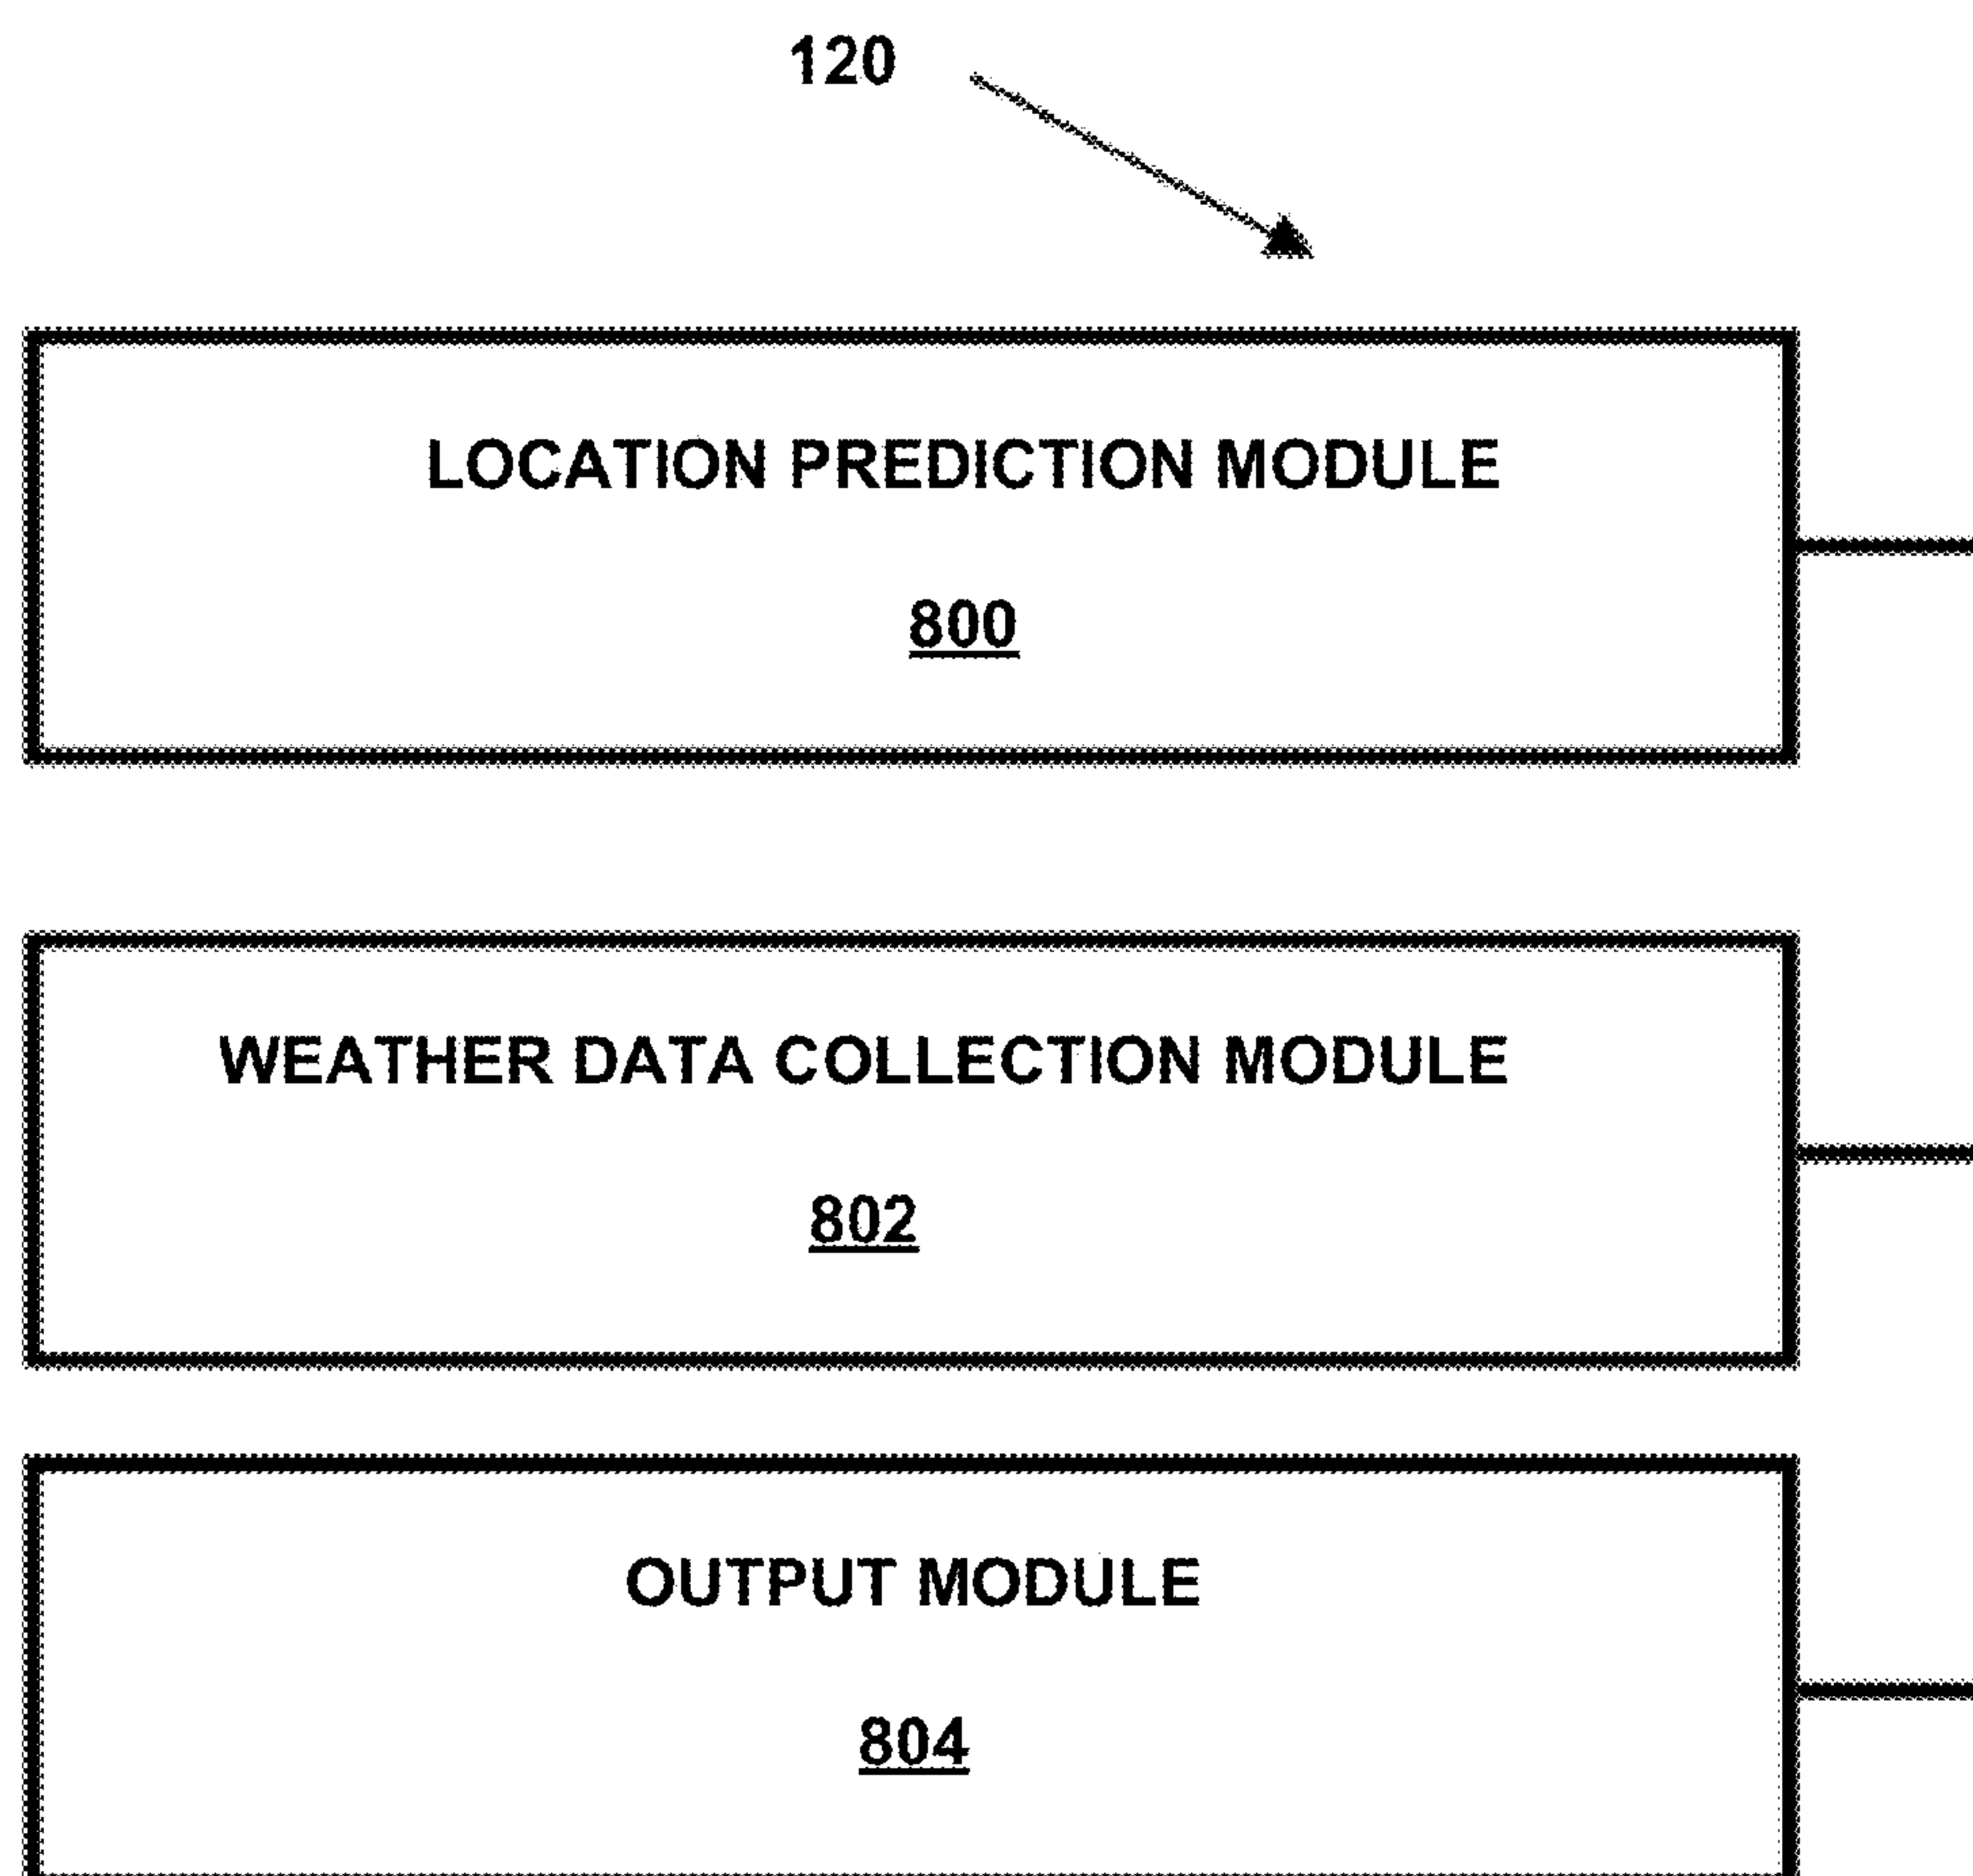 120
LOCATION PREDICTION MODULE
800
WEATHER DATA COLLECTION MODULE
802
OUTPUT MODULE
804